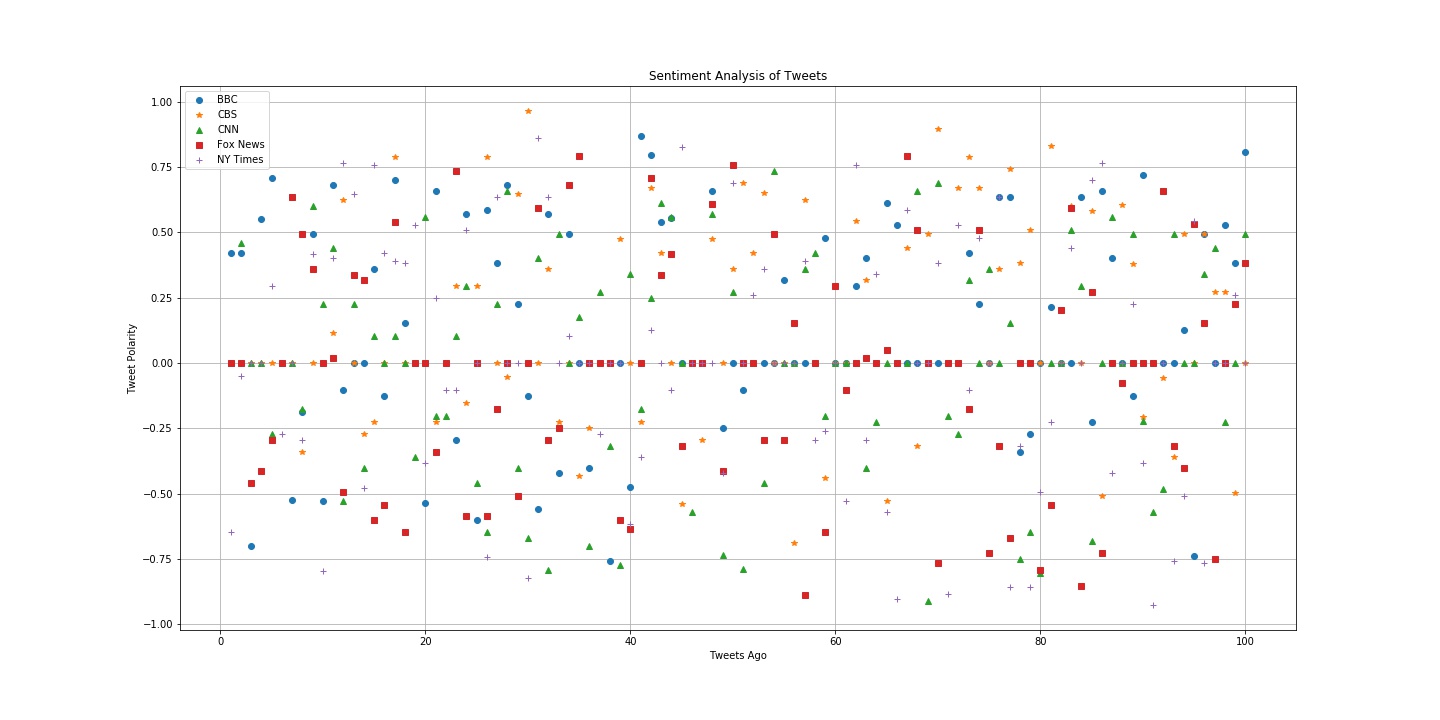 Sentiment Analysis of Tweets
BBC
CBS
CNN
Fox News
NY Times
1.00
0.75
0.50
0.25
0.00
−0.25
−0.50
−0.75
−1.00
Tweet Polarity
0 20 40 60 80 100
Tweets Ago